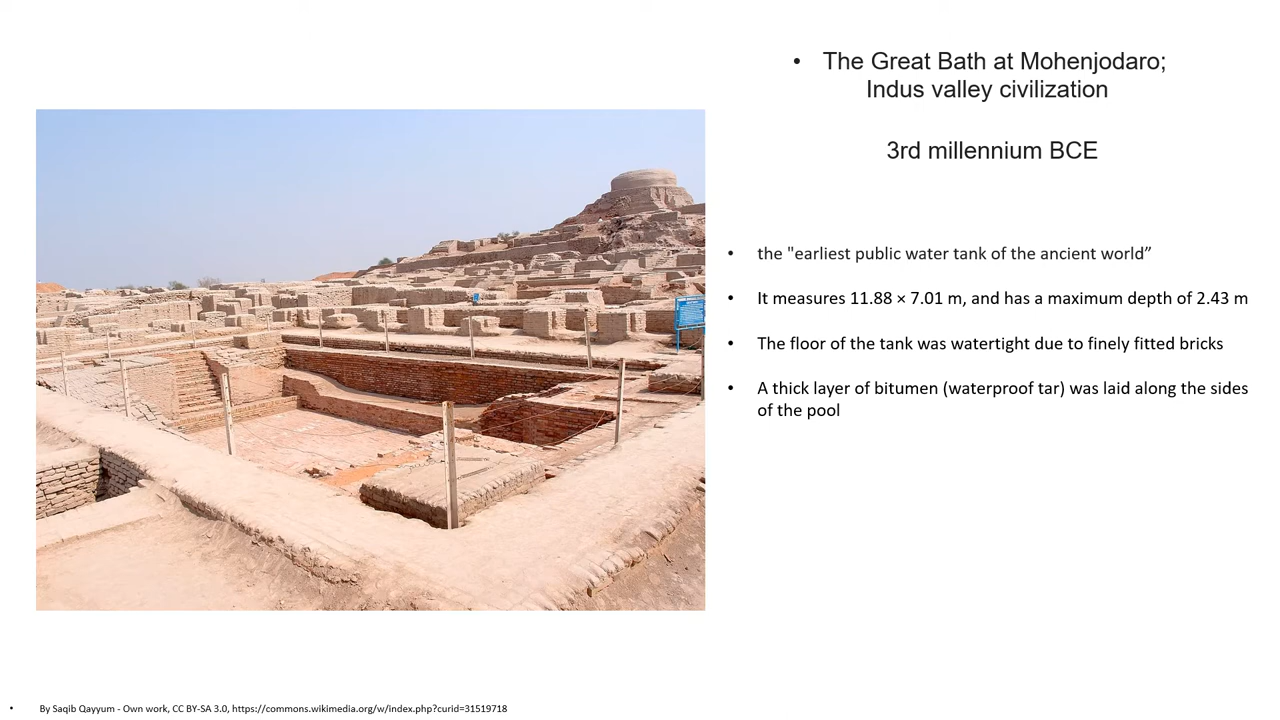 • The Great Bath at Mohenjodaro;
Indus valley civilization
3rd millennium BCE
• the "earliest public water tank of the ancient world”
• It measures 11.88 × 7.01 m, and has a maximum depth of 2.43 m
• The floor of the tank was watertight due to finely fitted bricks
• A thick layer of bitumen (waterproof tar) was laid along the sides
of the pool
• By Saqib Qayyum - Own work, CC BY-SA 3.0, https://commons.wikimedia.org/w/index.php?curid=31519718